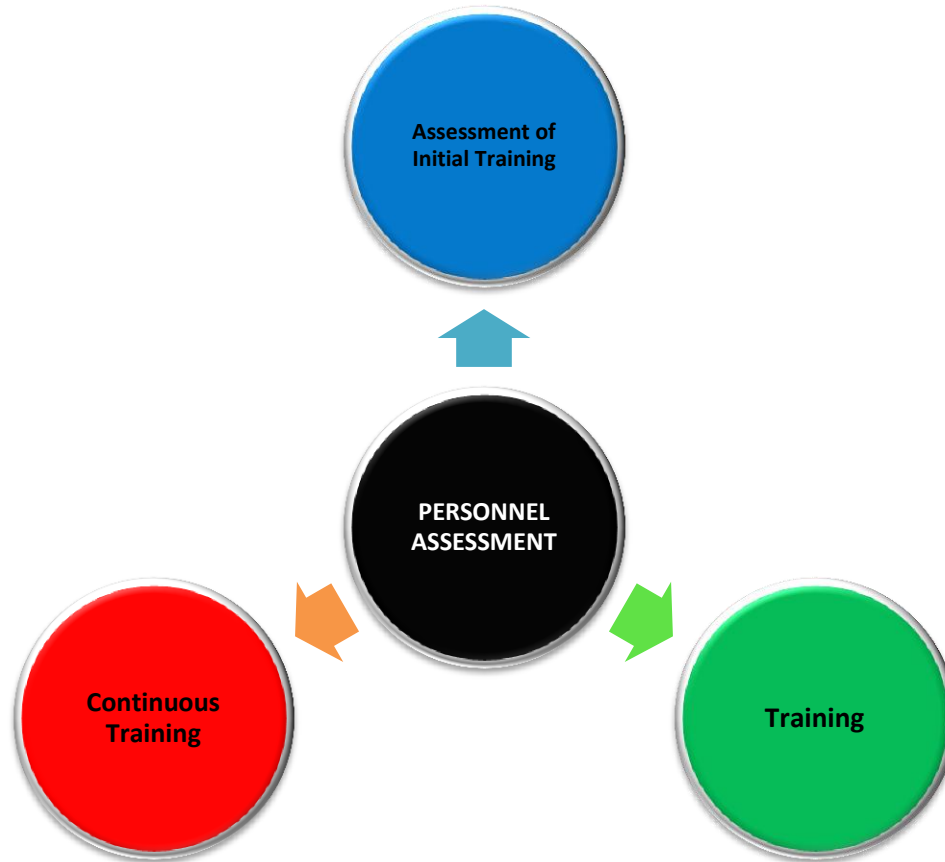 Assessment of
Initial Training
PERSONNEL
ASSESSMENT
Continuous
Training
Training